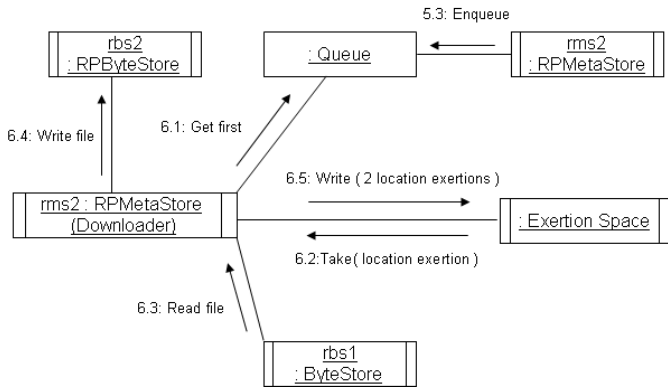 5.3: Enqueue
rbs2
: RPByteStore
: Queue
rms2
: RPMetaStore
6.4: Write file
6.1: Get first
6.5: Write ( 2 location exertions )
rms2 : RPMetaStore
(Downloader)
: Exertion Space
6.2:Take( location exertion )
6.3: Read file
rbs1
: ByteStore